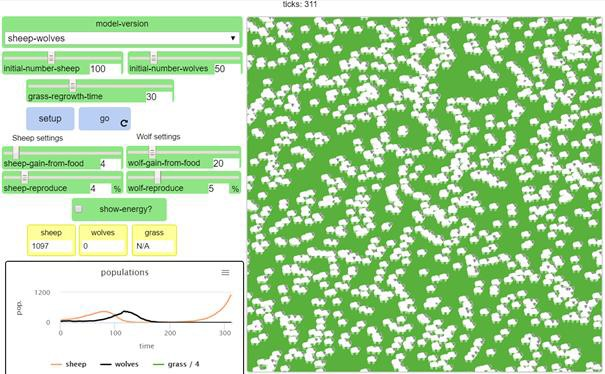 ticks: 311
model-version
sheep-wolves
initial-number-sheep 100
initial-number-wolves 50
grass-regrowth-time 30
setup
go
Sheep settings
Wolf settings
sheep-gain-from-food 4
wolf-gain-from-food 20
sheep-reproduce 4 %
wolf-reproduce 5 %
show-energy?
sheep
1097
wolves
0
grass
N/A
populations
pop.
1200
0
0
100
200
300
time
sheep
wolves
grass / 4